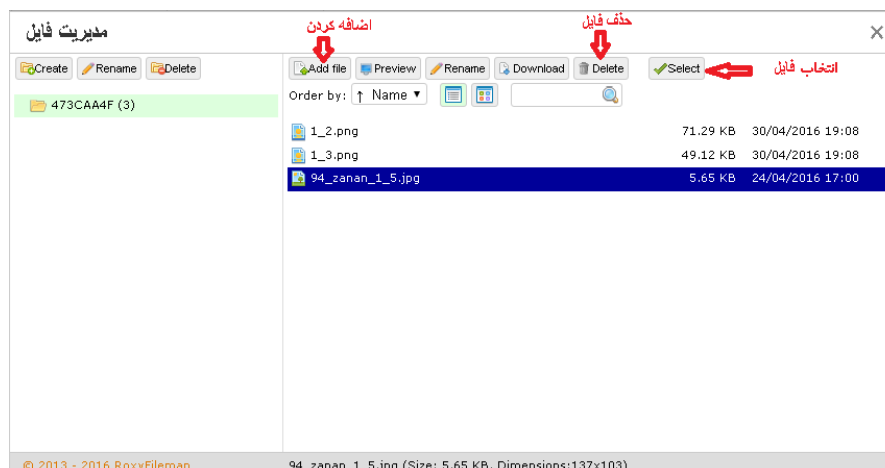 اضافه کردن
حذف فایل
مدیریت فایل
Create Rename Delete
Add file Preview Rename Download Delete Select انتخاب فایل
Order by: ↑ Name ▼
473CAA4F (3)
1_2.png 71.29 KB 30/04/2016 19:08
1_3.png 49.12 KB 30/04/2016 19:08
94_zanan_1_5.jpg 5.65 KB 24/04/2016 17:00
© 2013 - 2016 RoxyFileman
94_zanan_1_5.jpg (Size: 5.65 KB, Dimensions:137x103)